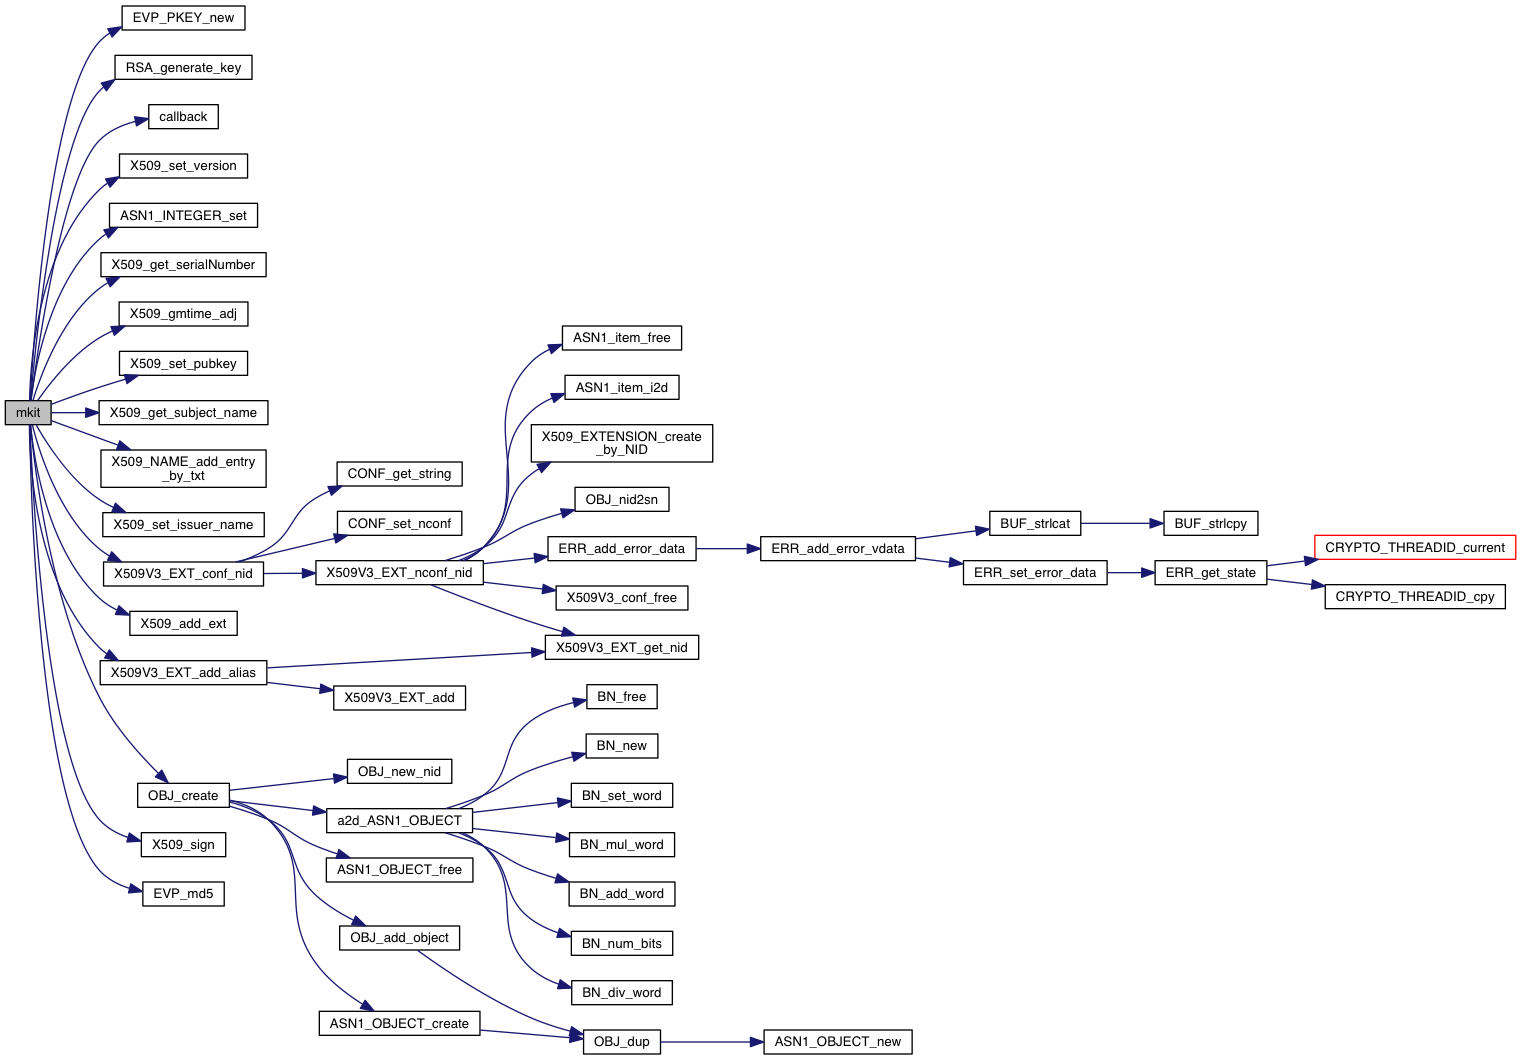 EVP_PKEY_new
RSA_generate_key
callback
X509_set_version
ASN1_INTEGER_set
X509_get_serialNumber
X509_gmtime_adj
X509_set_pubkey
mkit
X509_get_subject_name
X509_NAME_add_entry
_by_txt
X509_set_issuer_name
X509V3_EXT_conf_nid
X509_add_ext
X509V3_EXT_add_alias
OBJ_create
X509_sign
EVP_md5
CONF_get_string
CONF_set_nconf
X509V3_EXT_nconf_nid
X509V3_EXT_add
OBJ_new_nid
a2d_ASN1_OBJECT
ASN1_OBJECT_free
OBJ_add_object
ASN1_OBJECT_create
ASN1_item_free
ASN1_item_i2d
X509_EXTENSION_create
_by_NID
OBJ_nid2sn
ERR_add_error_data
X509V3_conf_free
X509V3_EXT_get_nid
BN_free
BN_new
BN_set_word
BN_mul_word
BN_add_word
BN_num_bits
BN_div_word
OBJ_dup
ERR_add_error_vdata
ASN1_OBJECT_new
BUF_strlcat
ERR_set_error_data
BUF_strlcpy
ERR_get_state
CRYPTO_THREADID_current
CRYPTO_THREADID_cpy